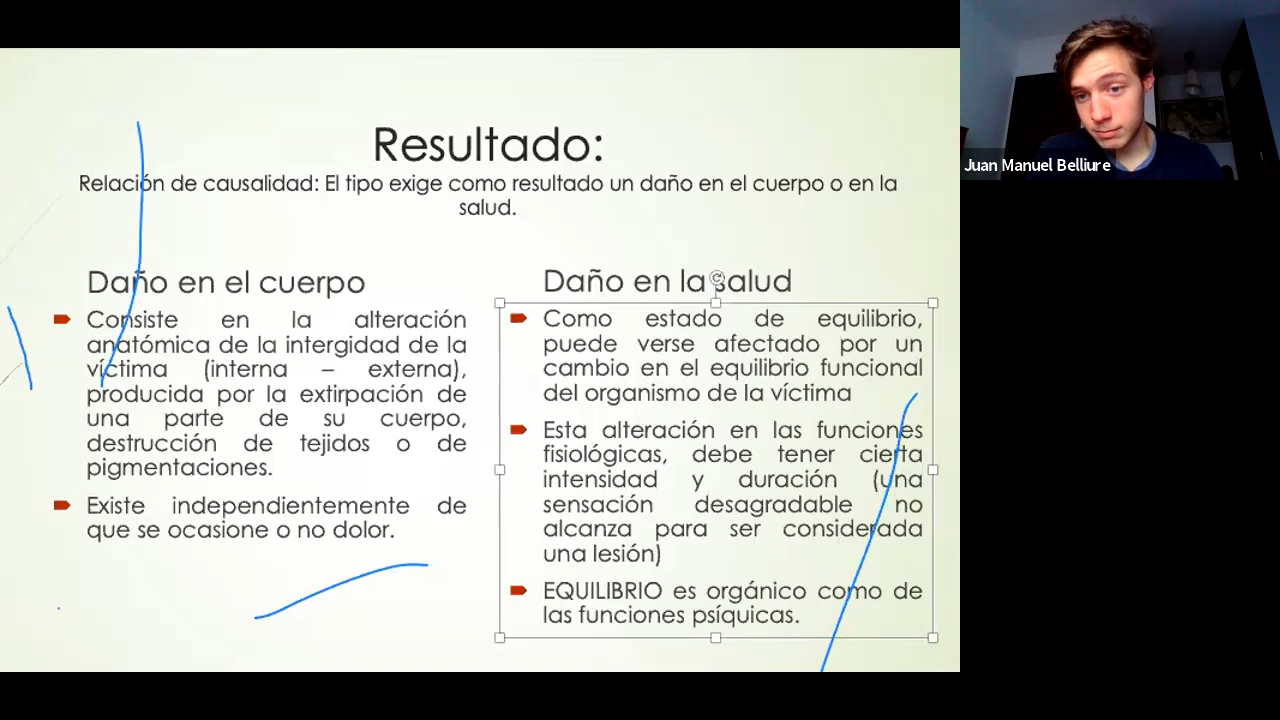 Resultado:
Relación de causalidad: El tipo exige como resultado un daño en el cuerpo o en la
salud.
Daño en el cuerpo
Consiste en la alteración
anatómica de la intergidad de la
víctima (interna – externa),
producida por la extirpación de
una parte de su cuerpo,
destrucción de tejidos o de
pigmentaciones.
Existe independientemente de
que se ocasione o no dolor.
Daño en la salud
Como estado de equilibrio,
puede verse afectado por un
cambio en el equilibrio funcional
del organismo de la víctima
Esta alteración en las funciones
fisiológicas, debe tener cierta
intensidad y duración (una
sensación desagradable no
alcanza para ser considerada
una lesión)
EQUILIBRIO es orgánico como de
las funciones psíquicas.
Juan Manuel Belliure